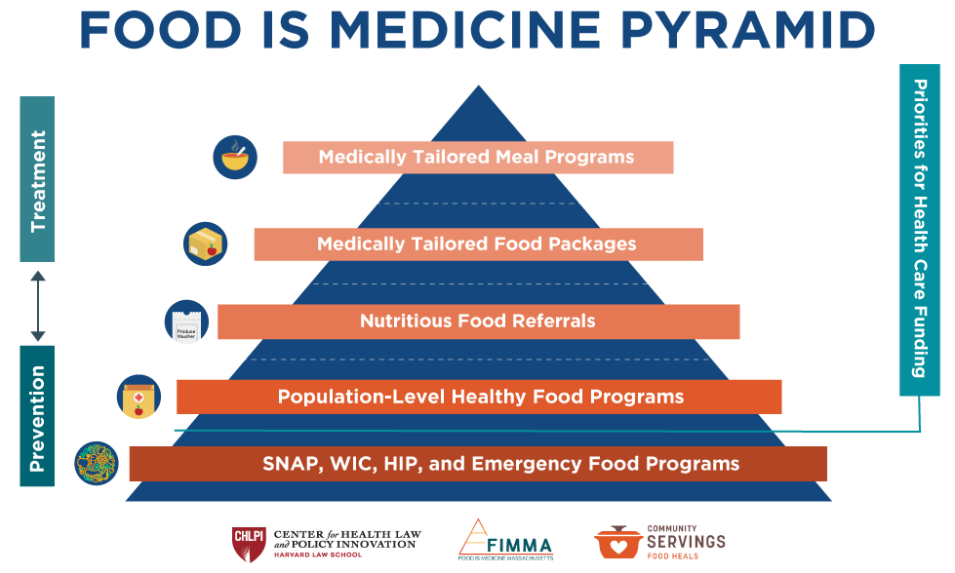 FOOD IS MEDICINE PYRAMID
Treatment
Prevention
Medically Tailored Meal Programs
Medically Tailored Food Packages
Produce
Voucher
Nutritious Food Referrals
Population-Level Healthy Food Programs
SNAP, WIC, HIP, and Emergency Food Programs
Priorities for Health Care Funding
CHLPI
CENTER for HEALTH LAW
and POLICY INNOVATION
HARVARD LAW SCHOOL
FIMMA
FOOD IS MEDICINE MASSACHUSETTS
COMMUNITY
SERVINGS
FOOD HEALS